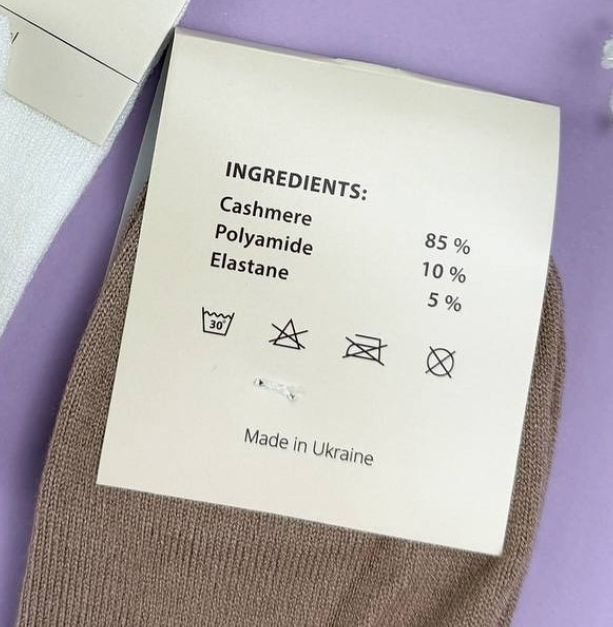 INGREDIENTS:
Cashmere 85 %
Polyamide 10 %
Elastane 5 %
30°
Made in Ukraine